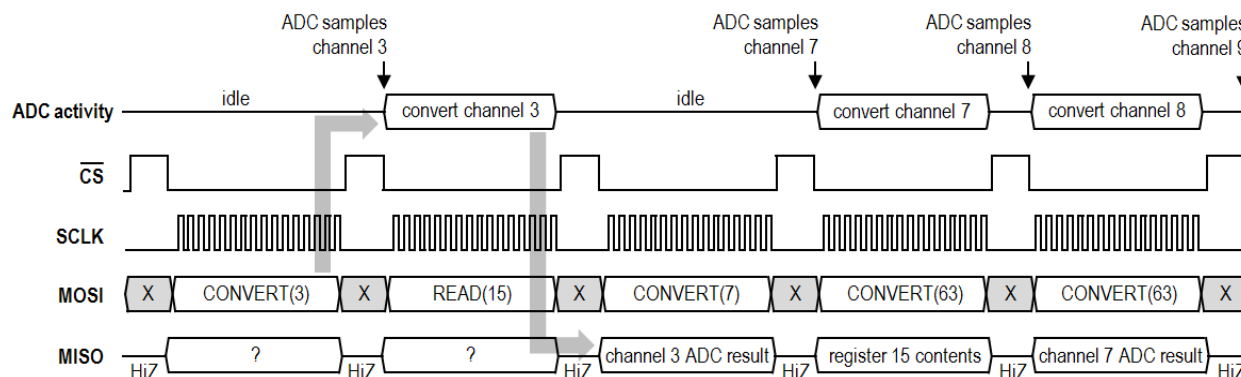 ADC samples
channel 3
ADC samples
channel 7
ADC samples
channel 8
ADC samples
channel 9
ADC activity
idle
convert channel 3
idle
convert channel 7
convert channel 8
CS
SCLK
MOSI
X
CONVERT(3)
X
READ(15)
X
CONVERT(7)
X
CONVERT(63)
X
CONVERT(63)
X
MISO
HiZ
?
HiZ
?
HiZ
channel 3 ADC result
HiZ
register 15 contents
HiZ
channel 7 ADC result
HiZ